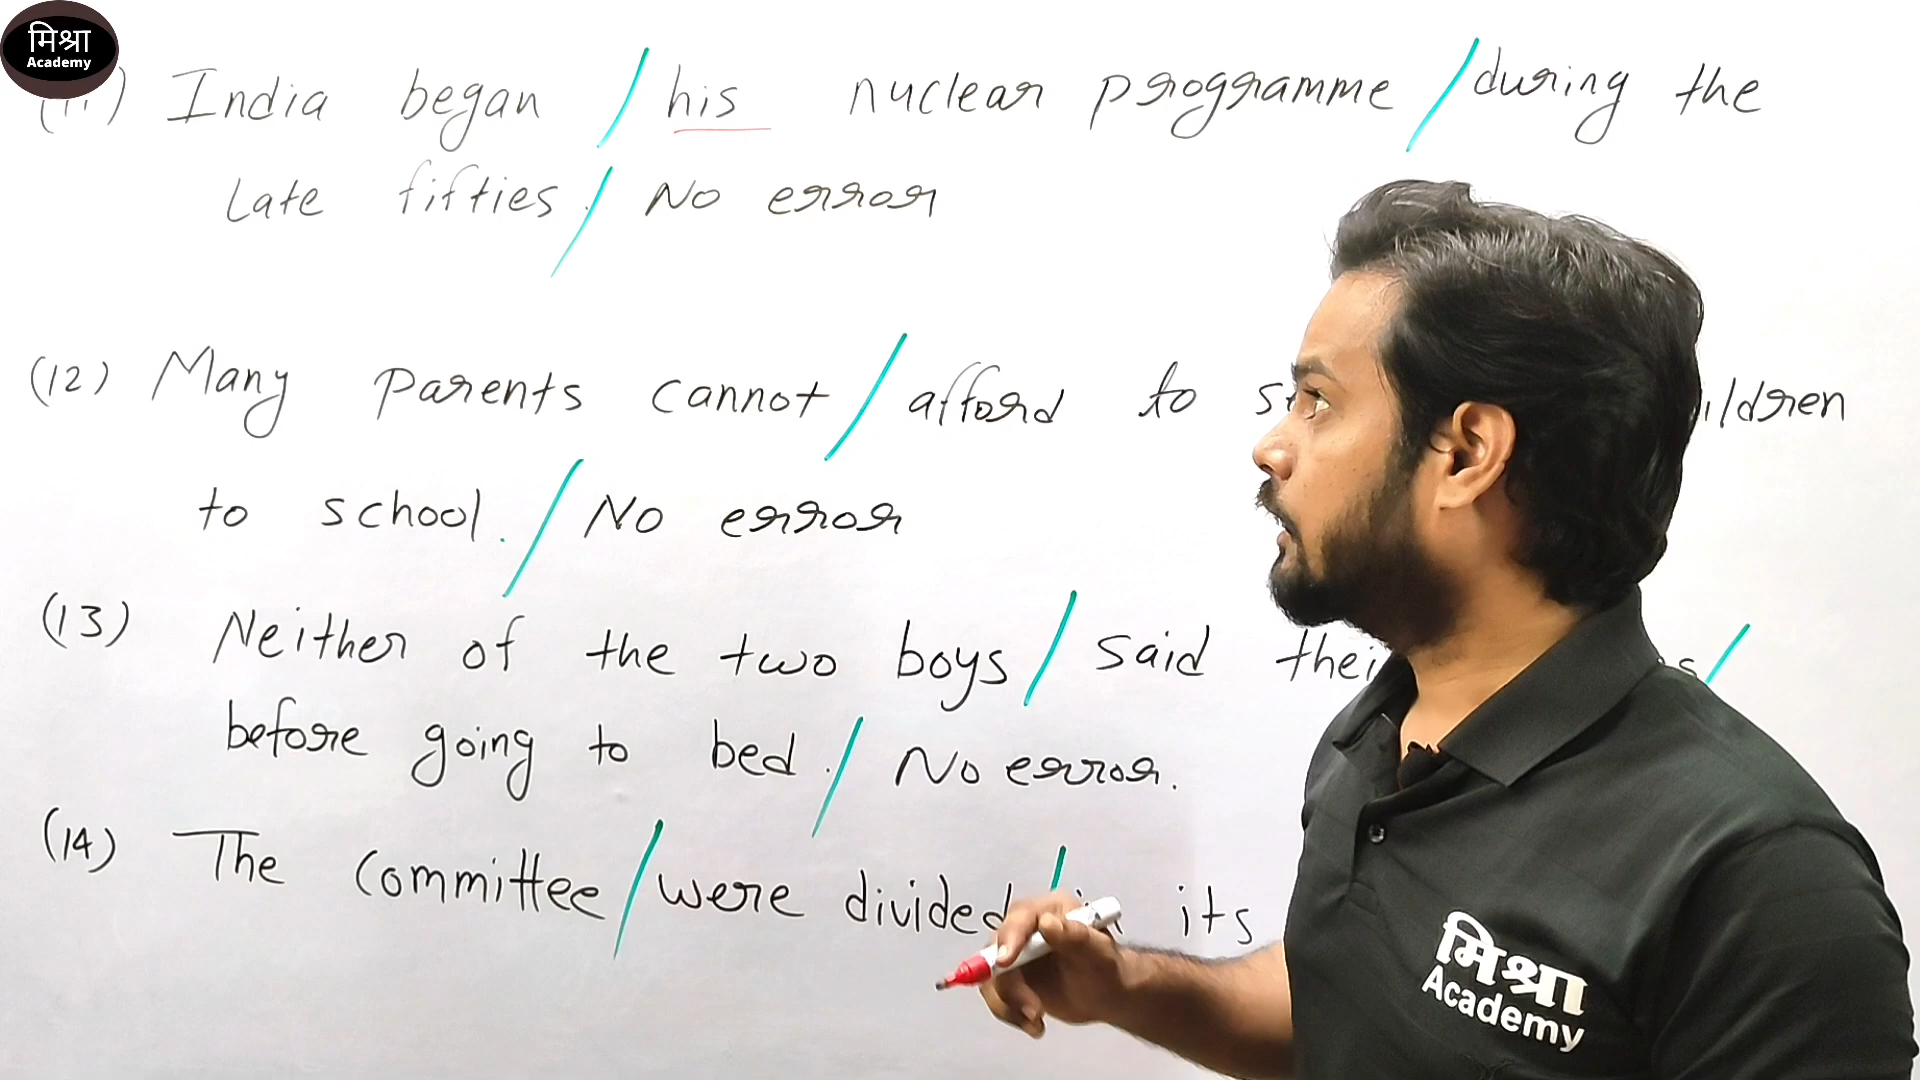 मिश्रा
Academy
(11) India began / his nuclear programme / during the
late fifties. / No error
(12) Many parents cannot / afford to
to school. / No error
(13) Neither of the two boys / said /
before going to bed. / No error.
(14) The committee / were divided / in its
मिश्रा
Academy